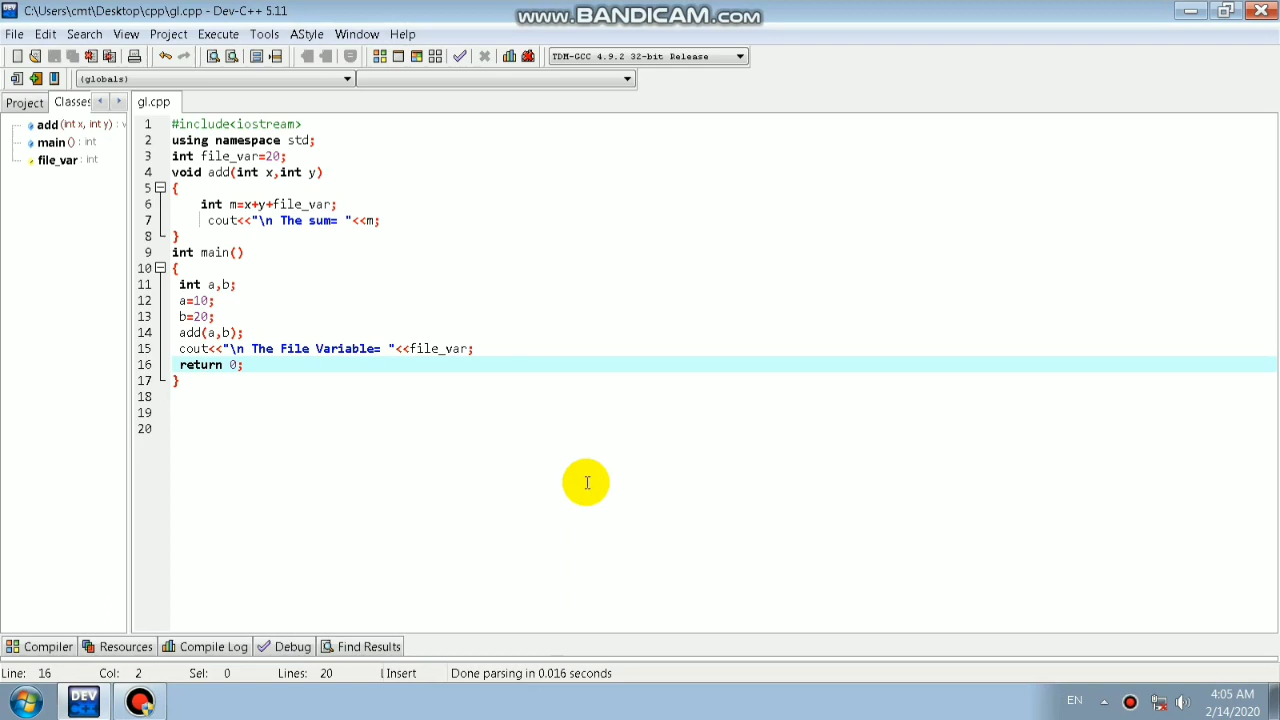 C:\Users\cmt\Desktop\cpp\gl.cpp - Dev-C++ 5.11
www.BANDICAM.com
File Edit Search View Project Execute Tools AStyle Window Help
TDM-GCC 4.9.2 32-bit Release
(globals)
Project Classes gl.cpp
add (int x, int y) : v
main () : int
file_var : int
1 #include<iostream>
2 using namespace std;
3 int file_var=20;
4 void add(int x,int y)
5 {
6 int m=x+y+file_var;
7 cout<<"\n The sum= "<<m;
8 }
9 int main()
10 {
11 int a,b;
12 a=10;
13 b=20;
14 add(a,b);
15 cout<<"\n The File Variable= "<<file_var;
16 return 0;
17 }
18
19
20
Compiler Resources Compile Log Debug Find Results
Line: 16 Col: 2 Sel: 0 Lines: 20 Insert Done parsing in 0.016 seconds
DEV C++ EN 4:05 AM
2/14/2020